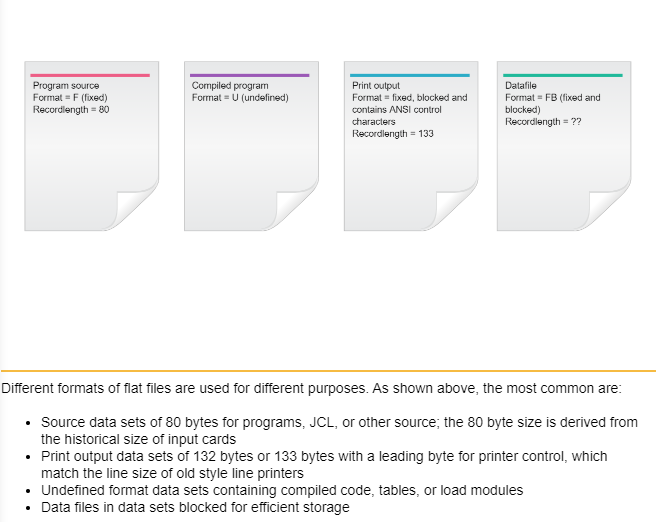 Program source
Format = F (fixed)
Recordlength = 80
Compiled program
Format = U (undefined)
Print output
Format = fixed, blocked and
contains ANSI control
characters
Recordlength = 133
Datafile
Format = FB (fixed and
blocked)
Recordlength = ??
Different formats of flat files are used for different purposes. As shown above, the most common are:
• Source data sets of 80 bytes for programs, JCL, or other source; the 80 byte size is derived from
the historical size of input cards
• Print output data sets of 132 bytes or 133 bytes with a leading byte for printer control, which
match the line size of old style line printers
• Undefined format data sets containing compiled code, tables, or load modules
• Data files in data sets blocked for efficient storage